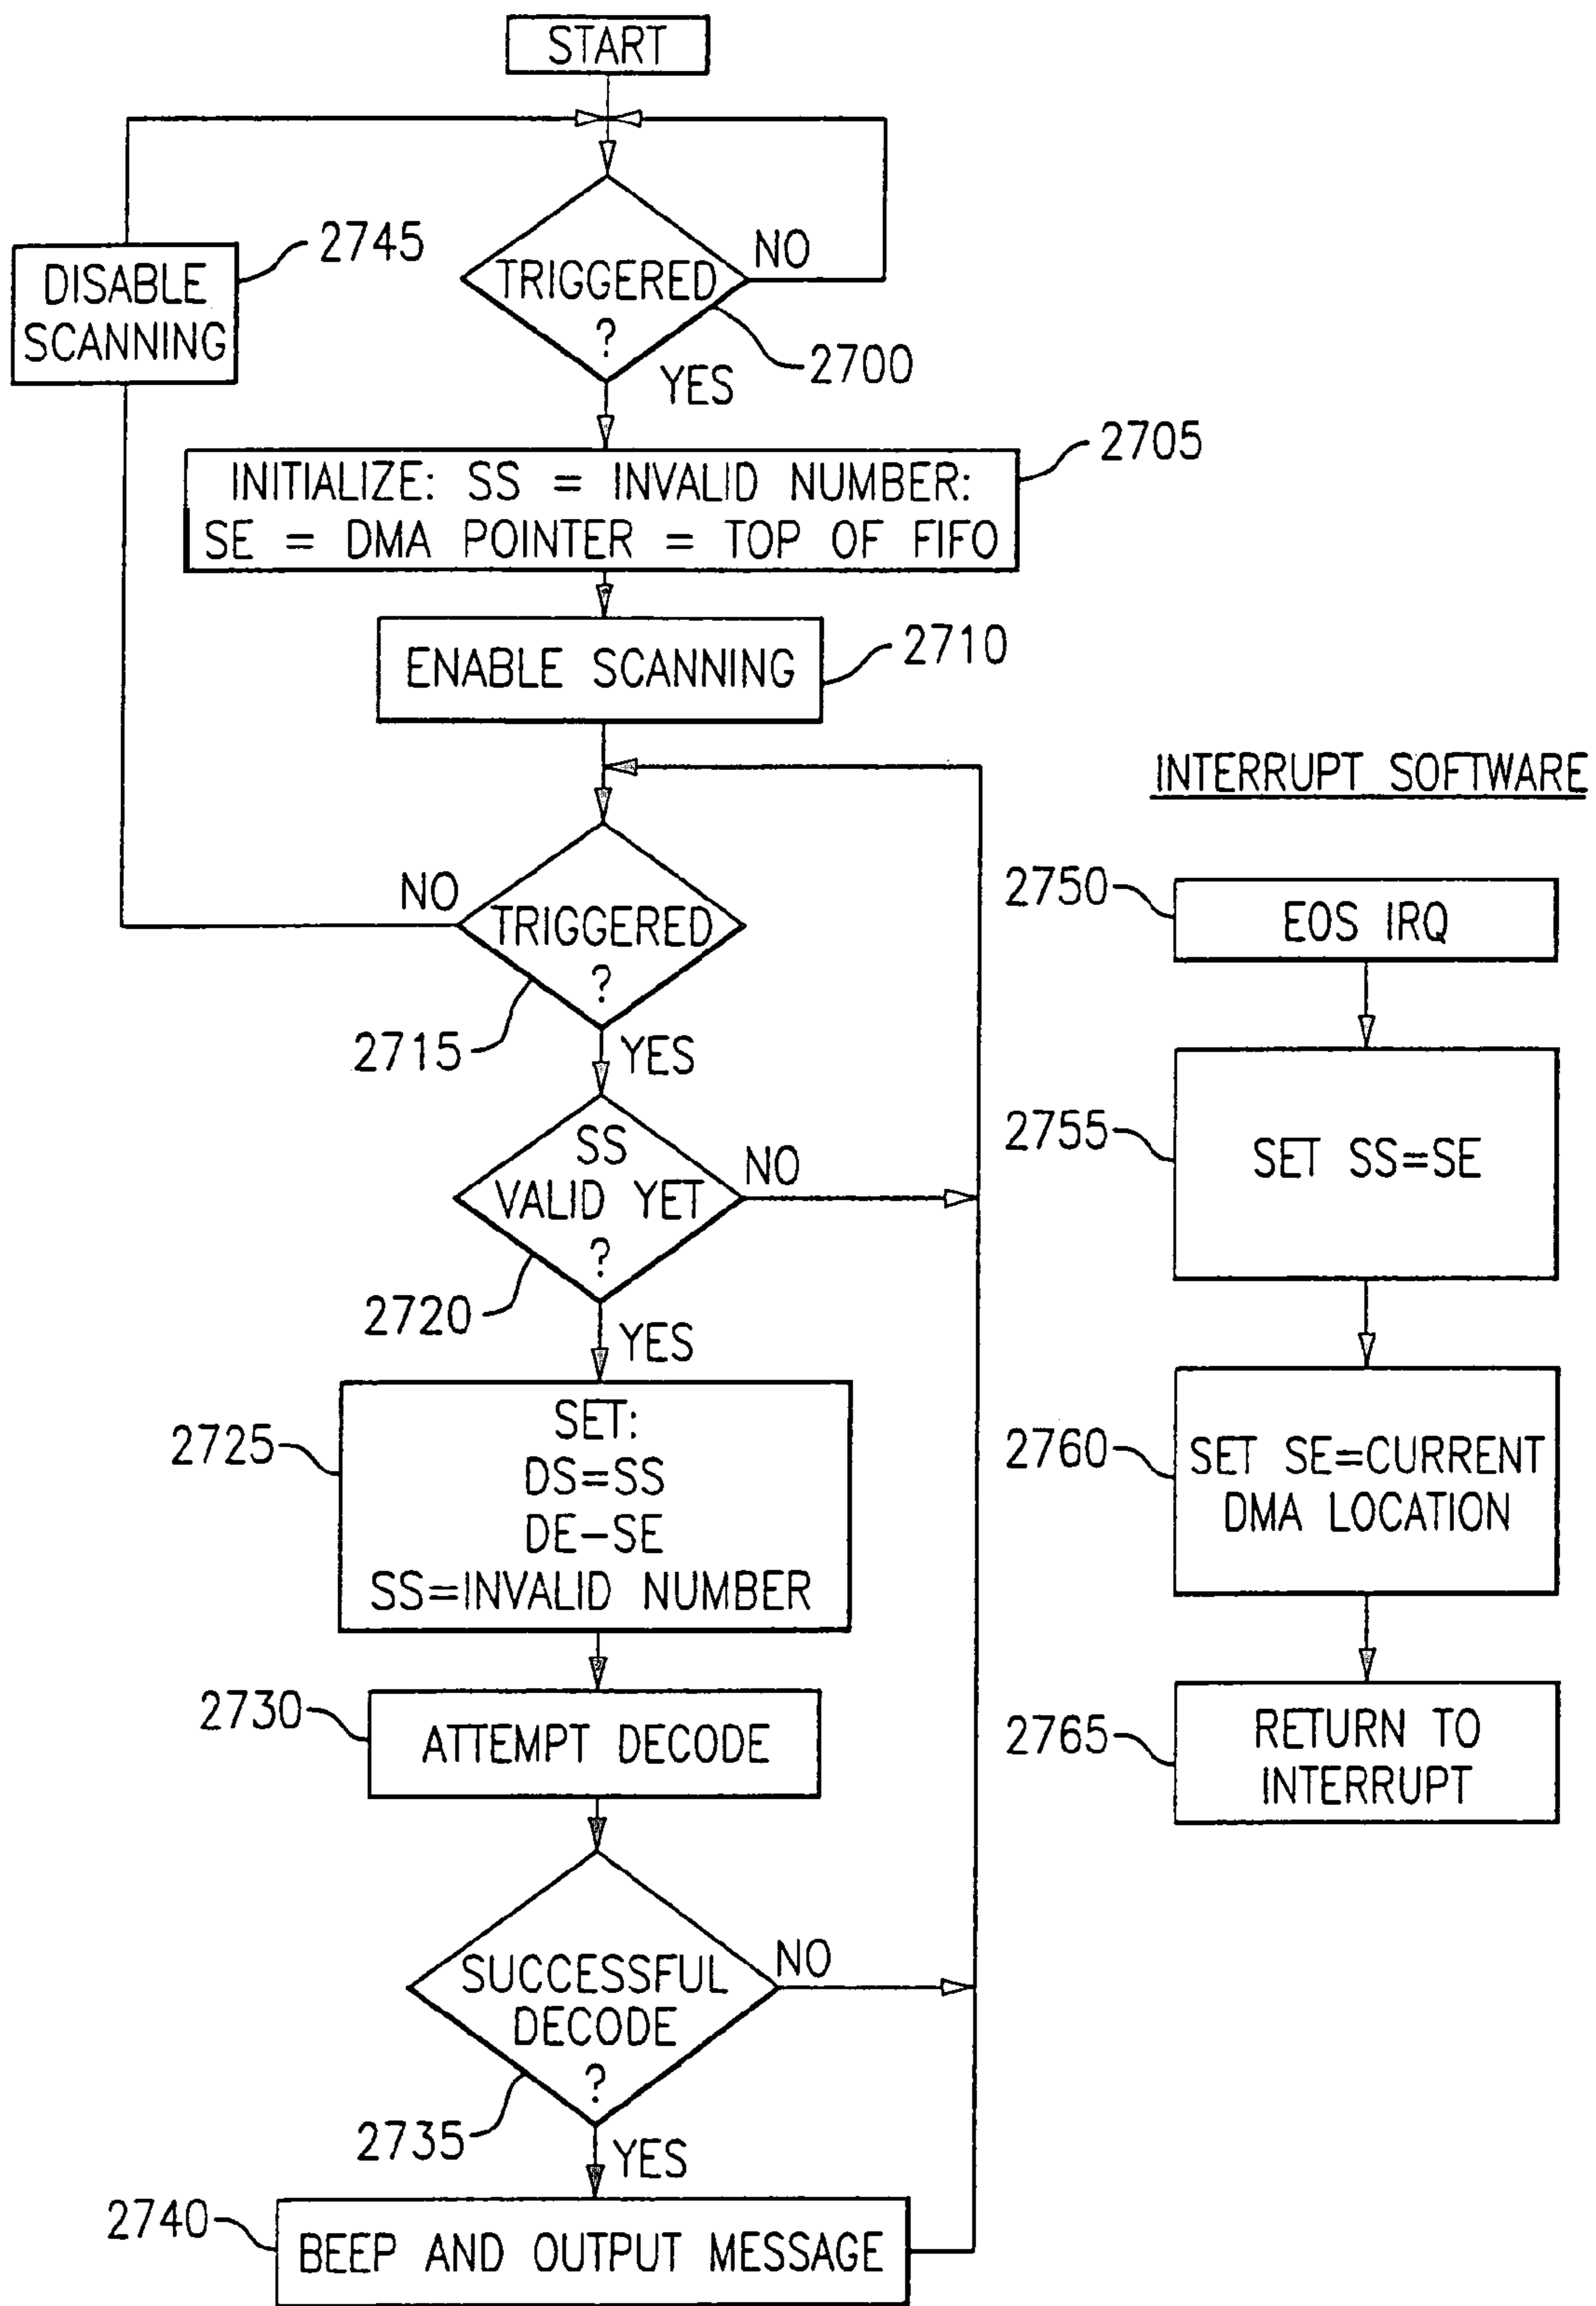 START
DISABLE
SCANNING
2745
TRIGGERED
?
NO
2700
YES
2705
INITIALIZE: SS = INVALID NUMBER:
SE = DMA POINTER = TOP OF FIFO
ENABLE SCANNING
2710
NO
TRIGGERED
?
2715
YES
SS
VALID YET
?
NO
2720
YES
2725
SET:
DS=SS
DE-SE
SS=INVALID NUMBER
2730
ATTEMPT DECODE
SUCCESSFUL
DECODE
?
NO
2735
YES
2740
BEEP AND OUTPUT MESSAGE
INTERRUPT SOFTWARE
2750
EOS IRQ
2755
SET SS=SE
2760
SET SE=CURRENT
DMA LOCATION
2765
RETURN TO
INTERRUPT